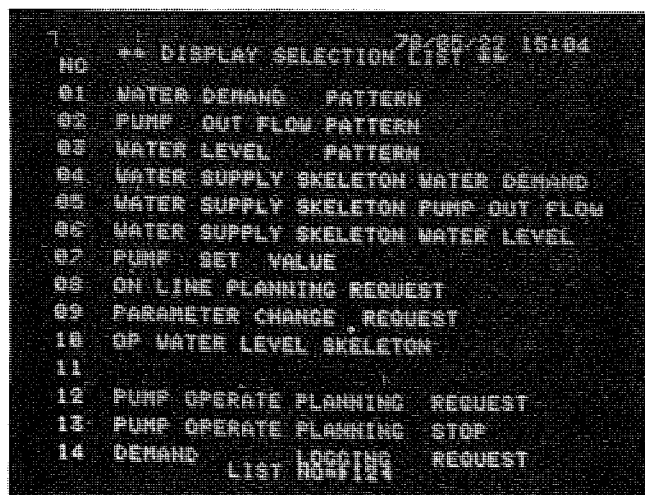 15:04
** DISPLAY SELECTION LIST **
NO
01 WATER DEMAND PATTERN
02 PUMP OUT FLOW PATTERN
03 WATER LEVEL PATTERN
04 WATER SUPPLY SKELETON WATER DEMAND
05 WATER SUPPLY SKELETON PUMP OUT FLOW
06 WATER SUPPLY SKELETON WATER LEVEL
07 PUMP SET VALUE
08 ON LINE PLANNING REQUEST
09 PARAMETER CHANGE REQUEST
10 OP WATER LEVEL SKELETON
11
12 PUMP OPERATE PLANNING REQUEST
13 PUMP OPERATE PLANNING STOP
14 DEMAND LOGGING REQUEST
LIST